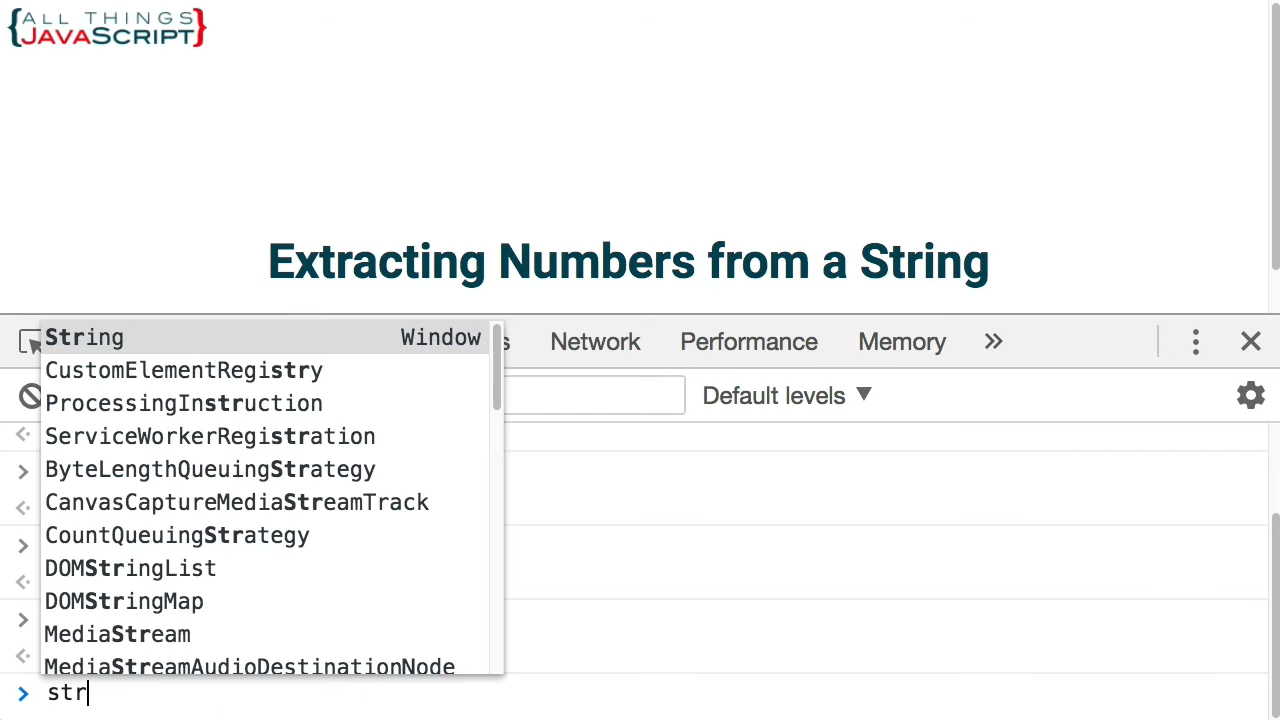 {ALL THINGS
JAVASCRIPT}
Extracting Numbers from a String
String Window
Network Performance Memory
CustomElementRegistry
Default levels ▼
ProcessingInstruction
ServiceWorkerRegistration
ByteLengthQueuingStrategy
CanvasCaptureMediaStreamTrack
CountQueuingStrategy
DOMStringList
DOMStringMap
MediaStream
MediaStreamAudioDestinationNode
> str